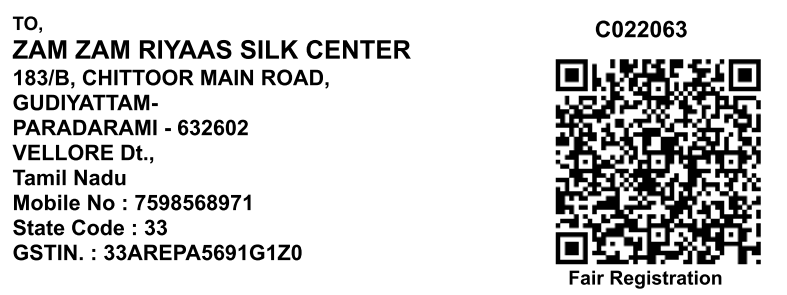 TO,
ZAM ZAM RIYAAS SILK CENTER
183/B, CHITTOOR MAIN ROAD,
GUDIYATTAM-
PARADARAMI - 632602
VELLORE Dt.,
Tamil Nadu
Mobile No : 7598568971
State Code : 33
GSTIN. : 33AREPA5691G1Z0
C022063
Fair Registration